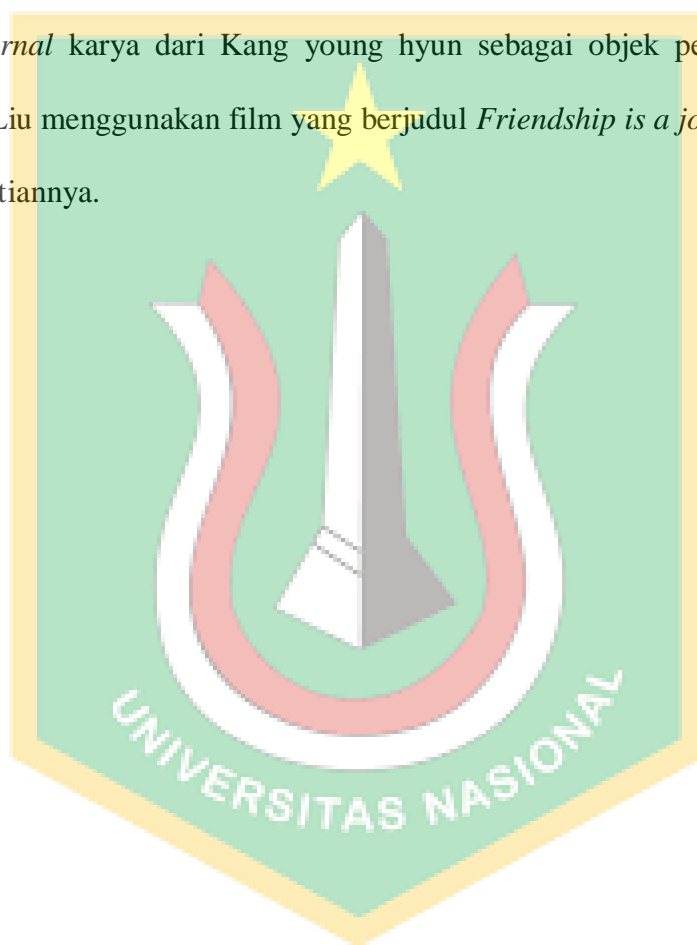 rnal karya dari Kang young hyun sebagai objek pe
Liu menggunakan film yang berjudul Friendship is a jo
tiannya.
UNIVERSITAS NASIONAL